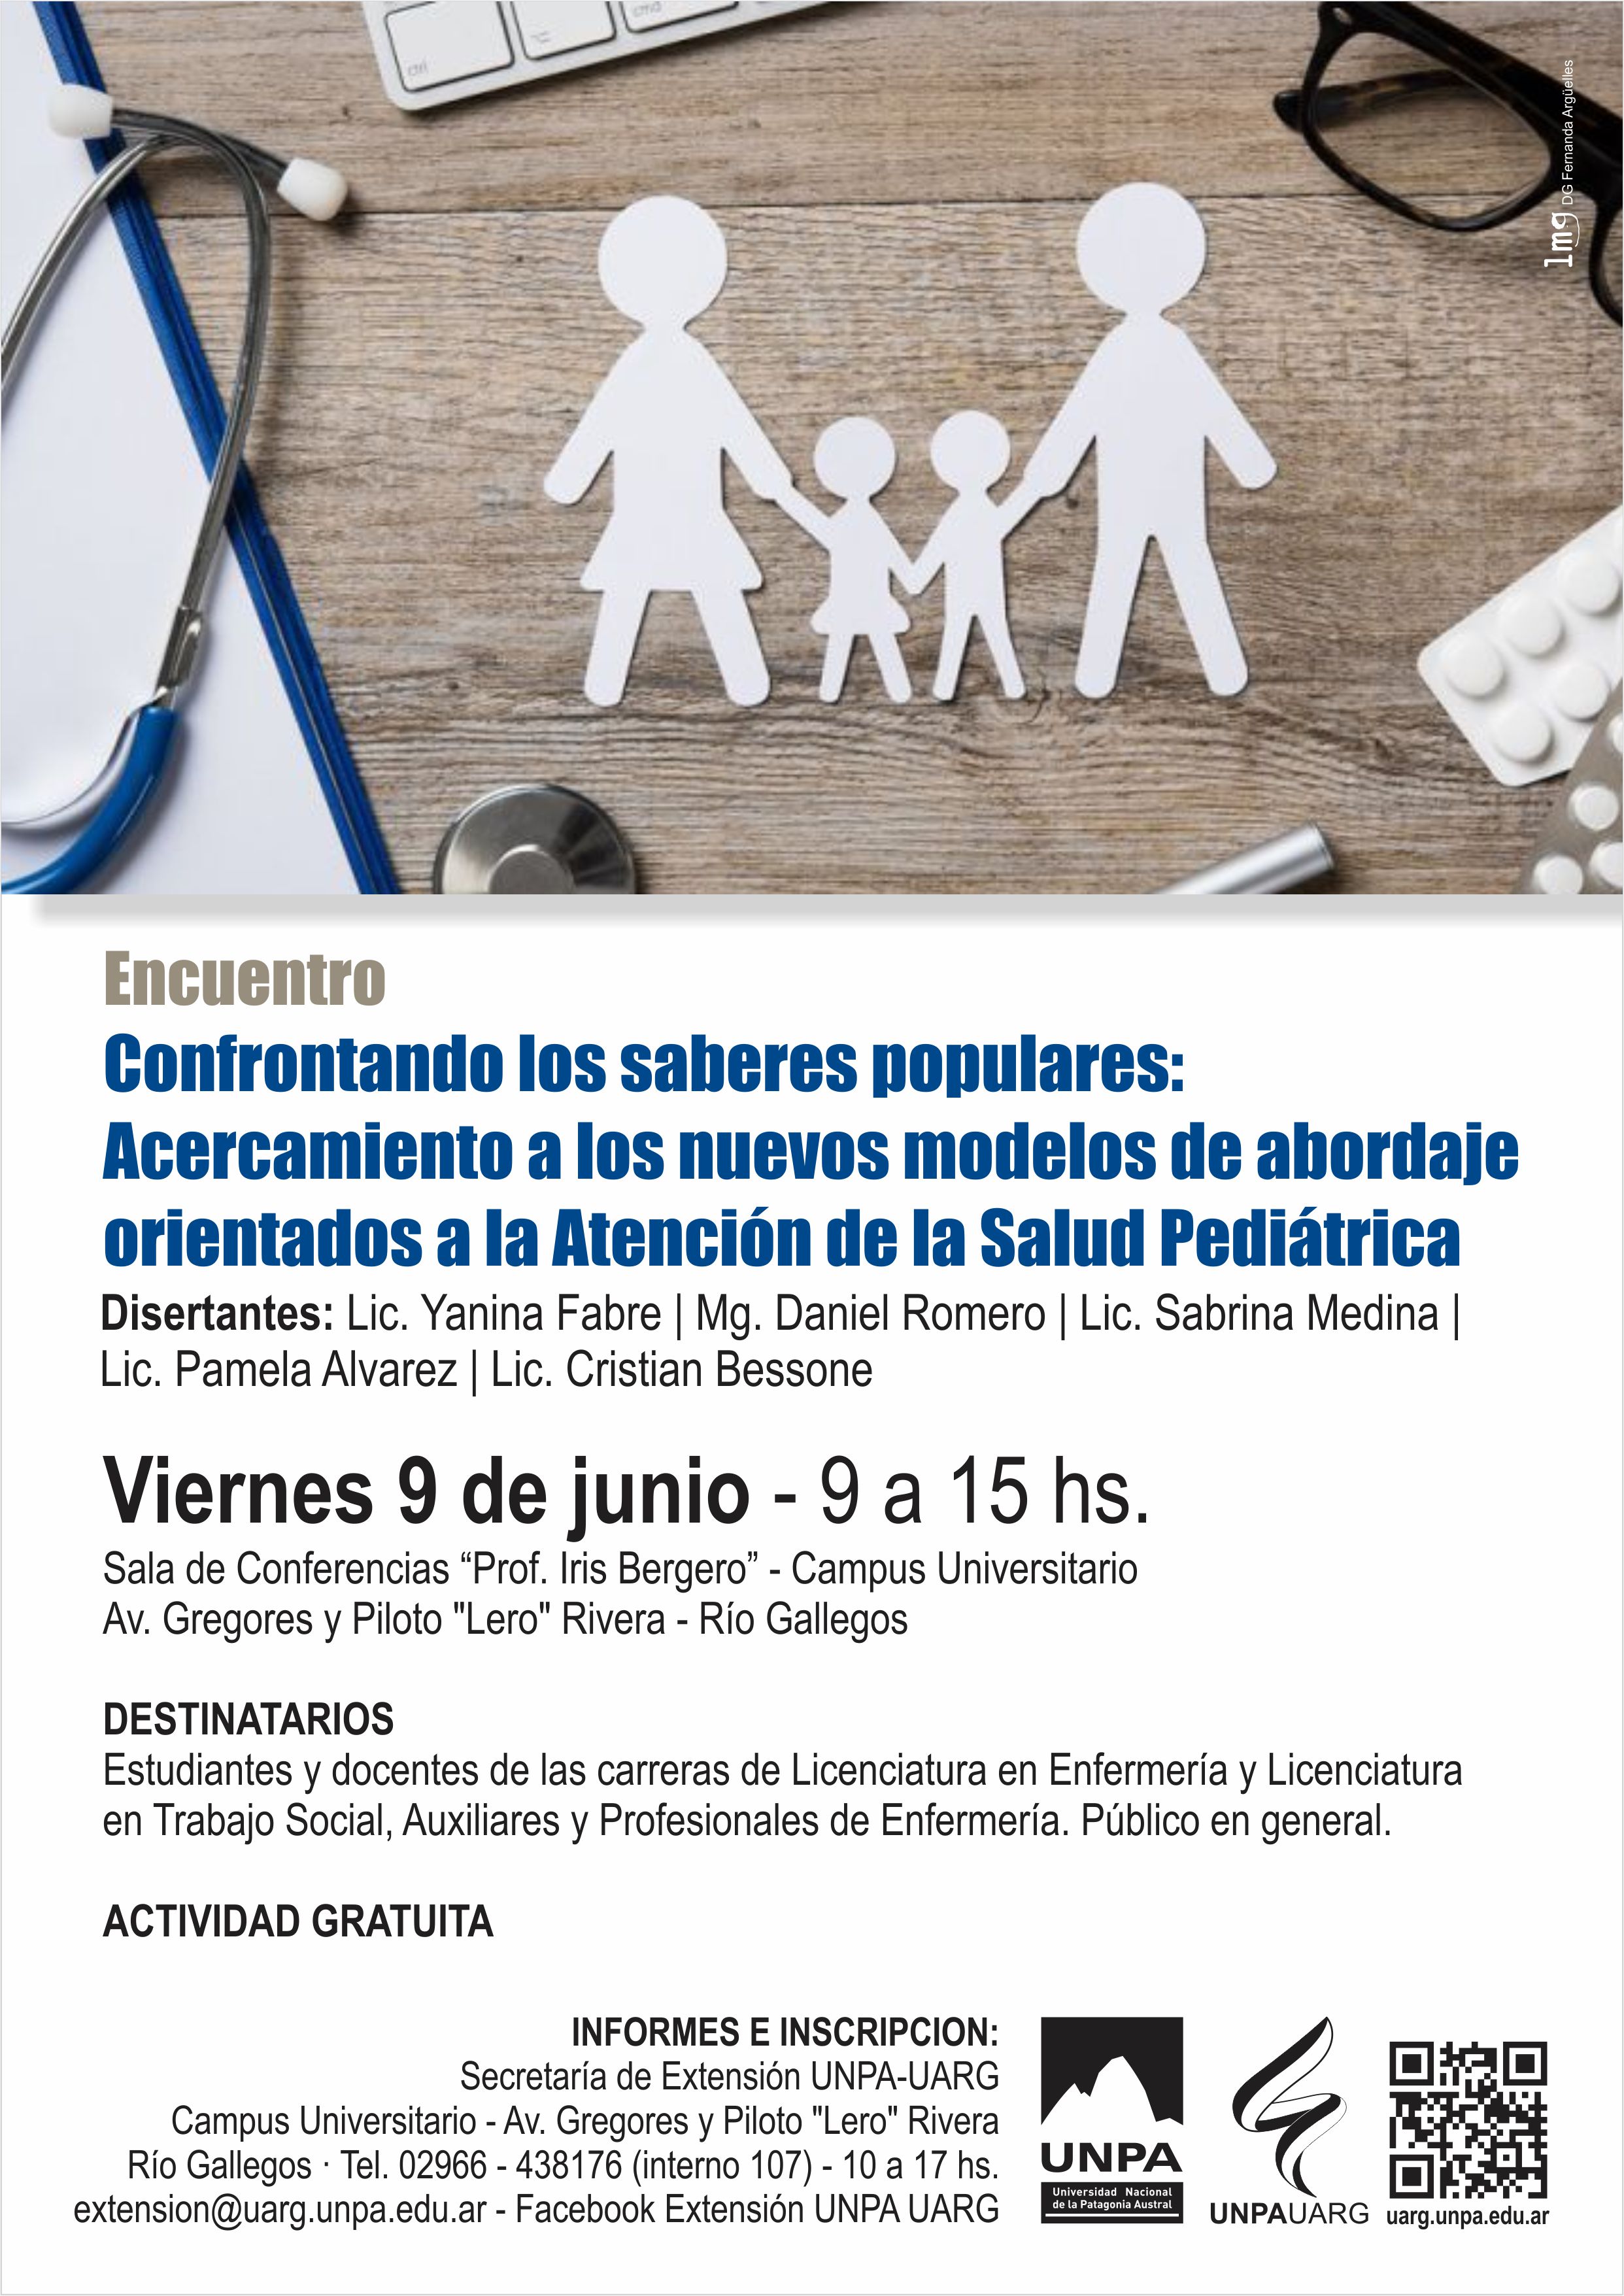 ctrl
cmd
lmg DG Fernanda Argüelles
Encuentro
Confrontando los saberes populares:
Acercamiento a los nuevos modelos de abordaje
orientados a la Atención de la Salud Pediátrica
Disertantes: Lic. Yanina Fabre | Mg. Daniel Romero | Lic. Sabrina Medina |
Lic. Pamela Alvarez | Lic. Cristian Bessone
Viernes 9 de junio - 9 a 15 hs.
Sala de Conferencias “Prof. Iris Bergero” - Campus Universitario
Av. Gregores y Piloto "Lero" Rivera - Río Gallegos
DESTINATARIOS
Estudiantes y docentes de las carreras de Licenciatura en Enfermería y Licenciatura
en Trabajo Social, Auxiliares y Profesionales de Enfermería. Público en general.
ACTIVIDAD GRATUITA
INFORMES E INSCRIPCION:
Secretaría de Extensión UNPA-UARG
Campus Universitario - Av. Gregores y Piloto "Lero" Rivera
Río Gallegos · Tel. 02966 - 438176 (interno 107) - 10 a 17 hs.
extension@uarg.unpa.edu.ar - Facebook Extensión UNPA UARG
UNPA
Universidad Nacional
de la Patagonia Austral
UNPAUARG
uarg.unpa.edu.ar